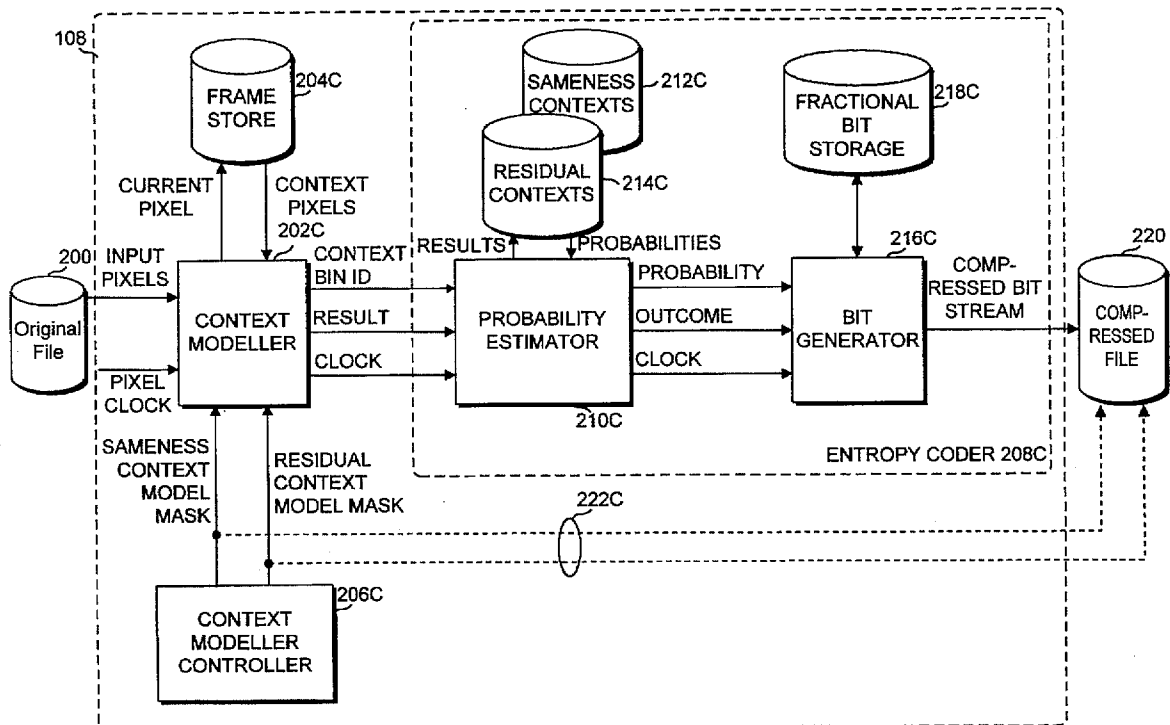 108
FRAME
STORE
204C
SAMENESS
CONTEXTS
212C
RESIDUAL
CONTEXTS
214C
FRACTIONAL
BIT
STORAGE
218C
CURRENT
PIXEL
CONTEXT
PIXELS
202C
200
Original
File
INPUT
PIXELS
PIXEL
CLOCK
CONTEXT
MODELLER
CONTEXT
BIN ID
RESULT
CLOCK
RESULTS
PROBABILITIES
PROBABILITY
ESTIMATOR
210C
PROBABILITY
OUTCOME
CLOCK
216C
BIT
GENERATOR
COMP-
RESSED BIT
STREAM
220
COMP-
RESSED
FILE
ENTROPY CODER 208C
SAMENESS
CONTEXT
MODEL
MASK
RESIDUAL
CONTEXT
MODEL MASK
222C
206C
CONTEXT
MODELLER
CONTROLLER